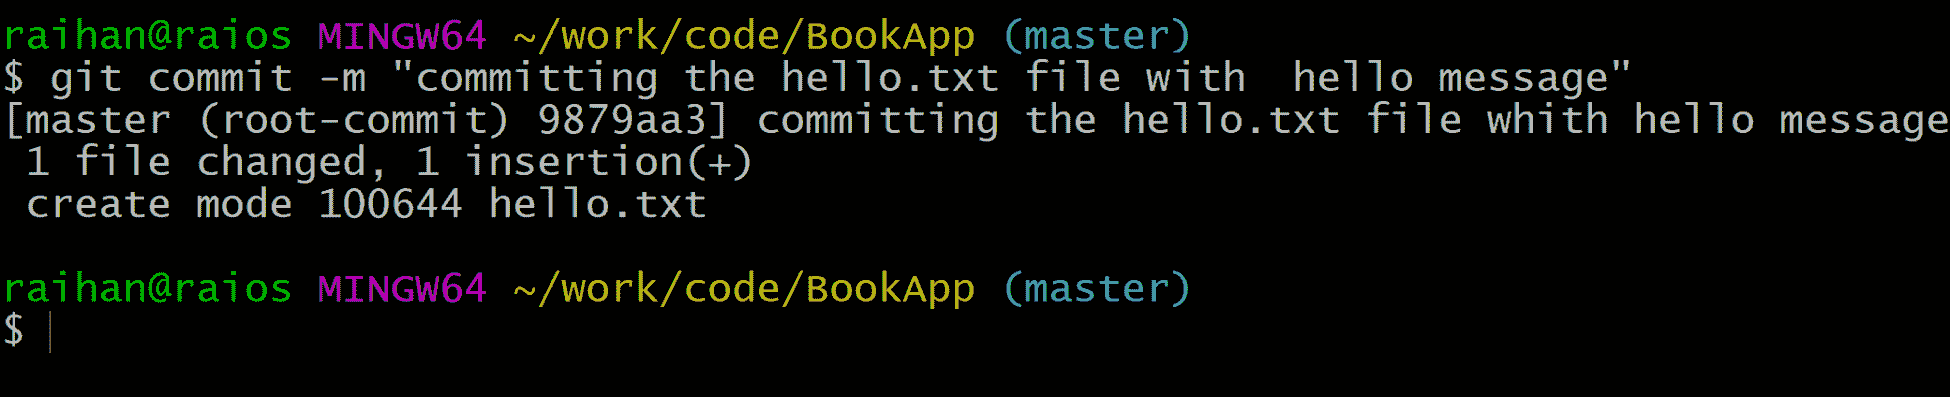 raihan@raios MINGW64 ~/work/code/BookApp (master)
$ git commit -m "committing the hello.txt file with  hello message"
[master (root-commit) 9879aa3] committing the hello.txt file whith hello message
 1 file changed, 1 insertion(+)
 create mode 100644 hello.txt

raihan@raios MINGW64 ~/work/code/BookApp (master)
$